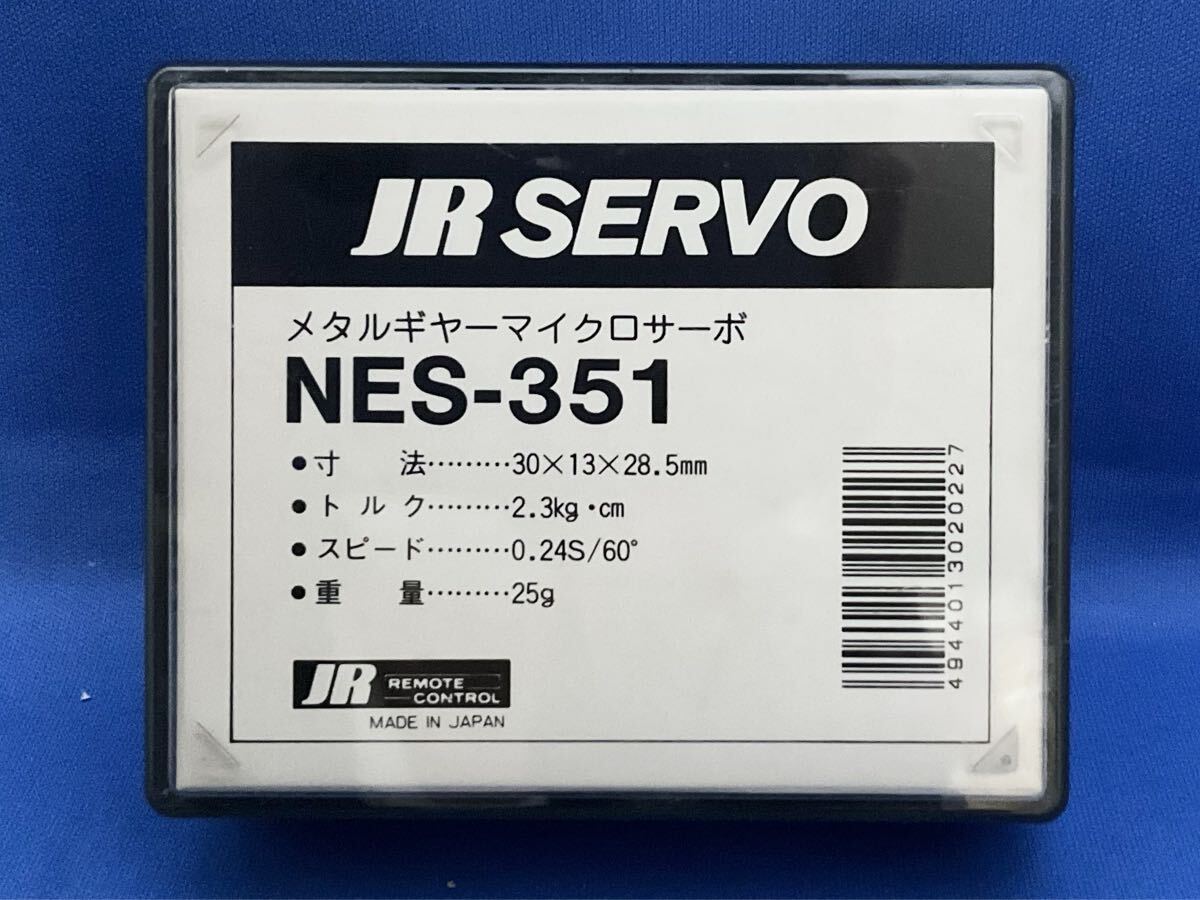 JR SERVO
メタルギヤーマイクロサーボ
NES-351
●寸　法………30×13×28.5mm
●トルク………2.3kg・cm
●スピード………0.24S/60°
●重　量………25g
4944013020227
JR REMOTE CONTROL
MADE IN JAPAN